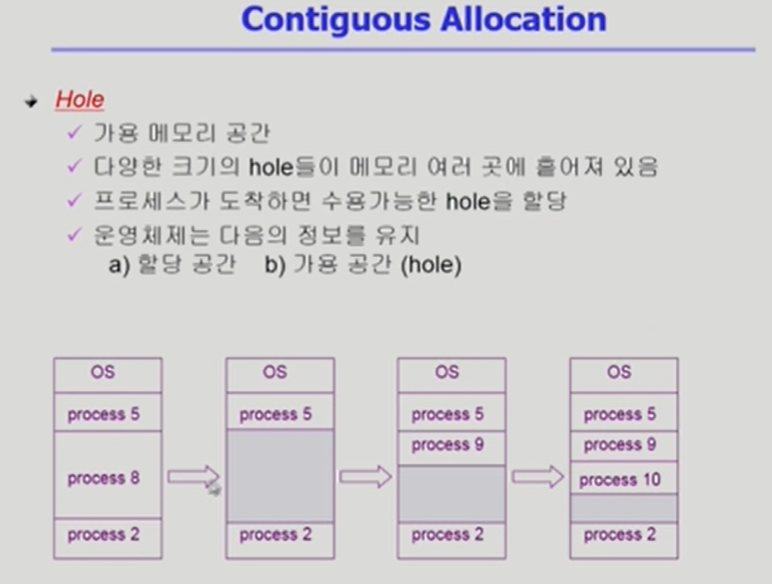 Contiguous Allocation
Hole
가용 메모리 공간
다양한 크기의 hole들이 메모리 여러 곳에 흩어져 있음
프로세스가 도착하면 수용가능한 hole을 할당
운영체제는 다음의 정보를 유지
a) 할당 공간 b) 가용 공간 (hole)
OS
process 5
process 8
process 2
OS
process 5
process 2
OS
process 5
process 9
process 2
OS
process 5
process 9
process 10
process 2